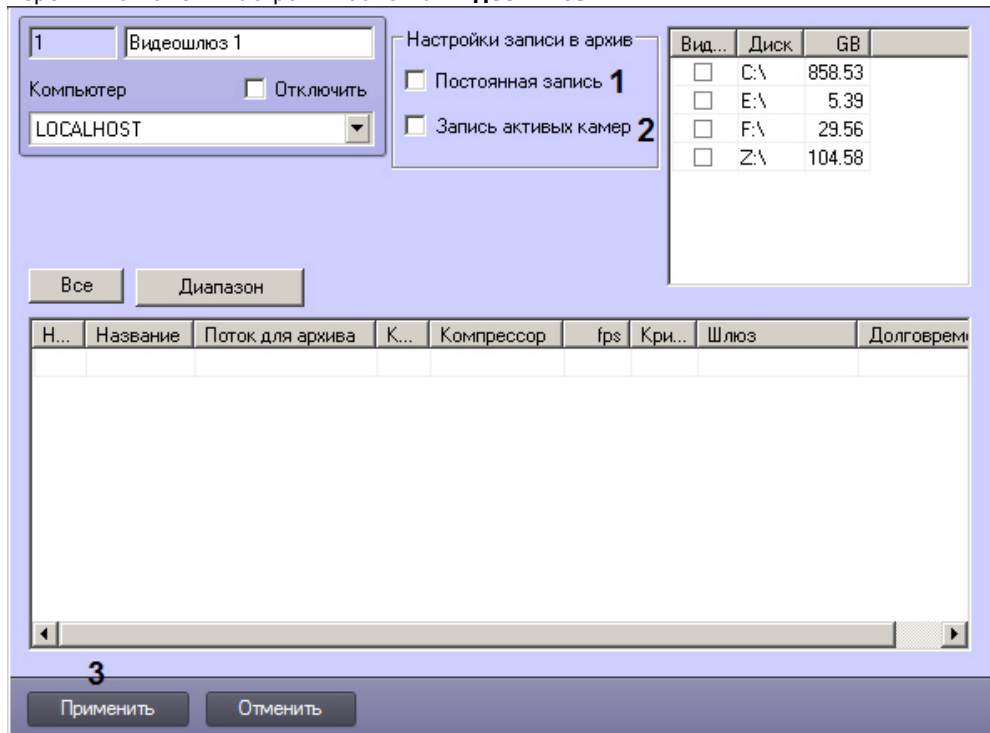 1 Видеошлюз 1
Компьютер Отключить
LOCALHOST
Настройки записи в архив
Постоянная запись 1
Запись активых камер 2
Вид... Диск GB
C:\ 858.53
E:\ 5.39
F:\ 29.56
Z:\ 104.58
Все Диапазон
Н... Название Поток для архива К... Компрессор fps Кри... Шлюз Долговрем
3
Применить Отменить